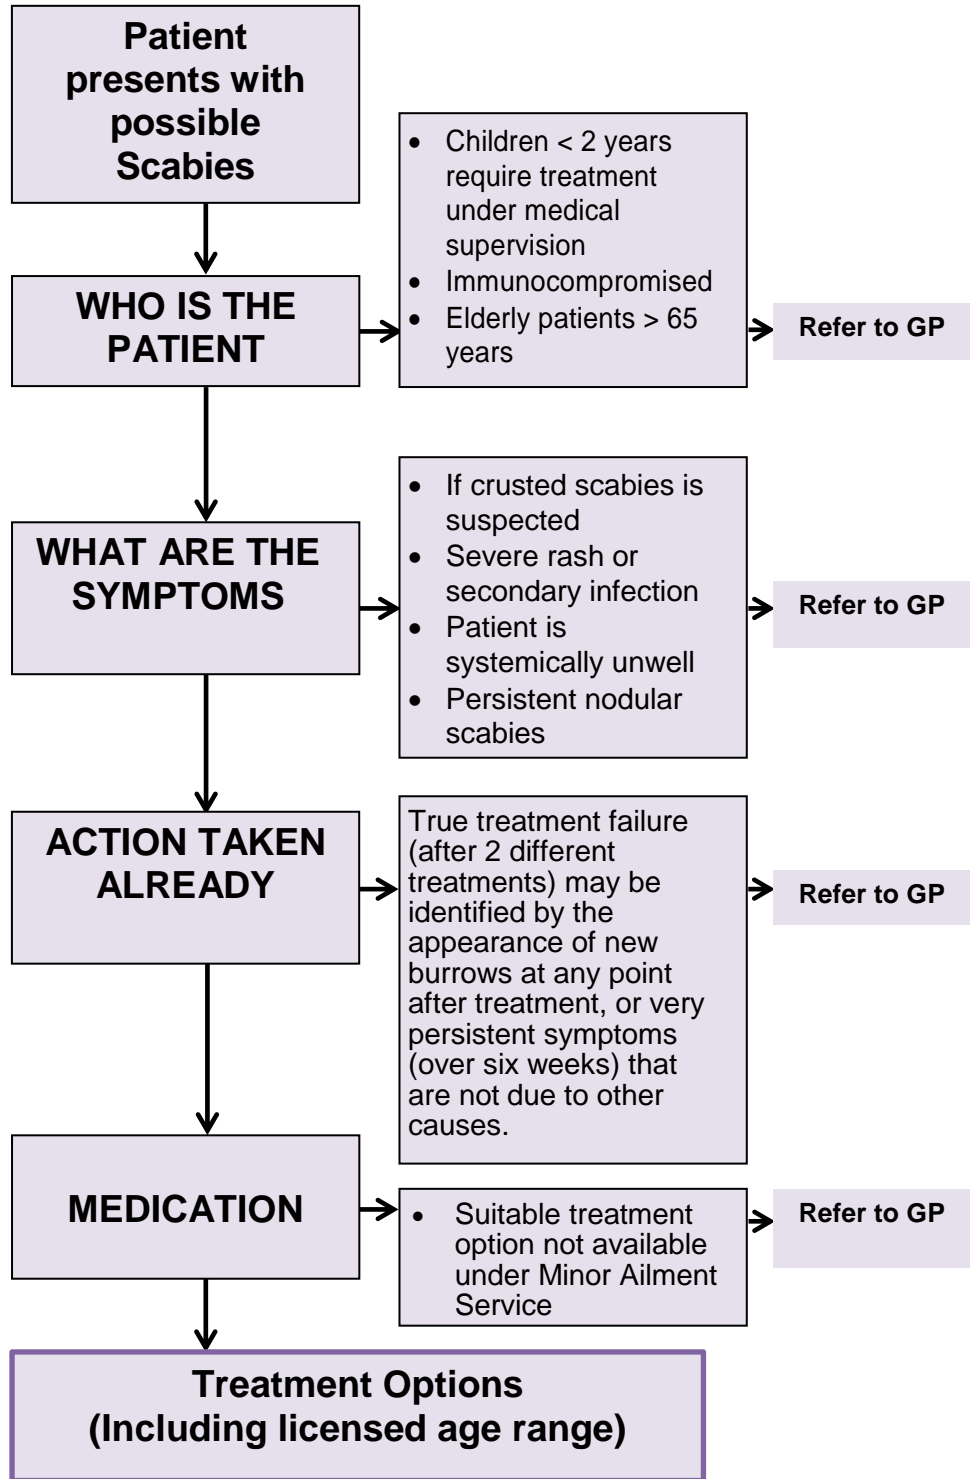 Patient
presents with
possible
Scabies
WHO IS THE
PATIENT
• Children < 2 years
require treatment
under medical
supervision
• Immunocompromised
• Elderly patients > 65
years
Refer to GP
WHAT ARE THE
SYMPTOMS
• If crusted scabies is
suspected
• Severe rash or
secondary infection
• Patient is
systemically unwell
• Persistent nodular
scabies
Refer to GP
ACTION TAKEN
ALREADY
True treatment failure
(after 2 different
treatments) may be
identified by the
appearance of new
burrows at any point
after treatment, or very
persistent symptoms
(over six weeks) that
are not due to other
causes.
Refer to GP
MEDICATION
• Suitable treatment
option not available
under Minor Ailment
Service
Refer to GP
Treatment Options
(Including licensed age range)